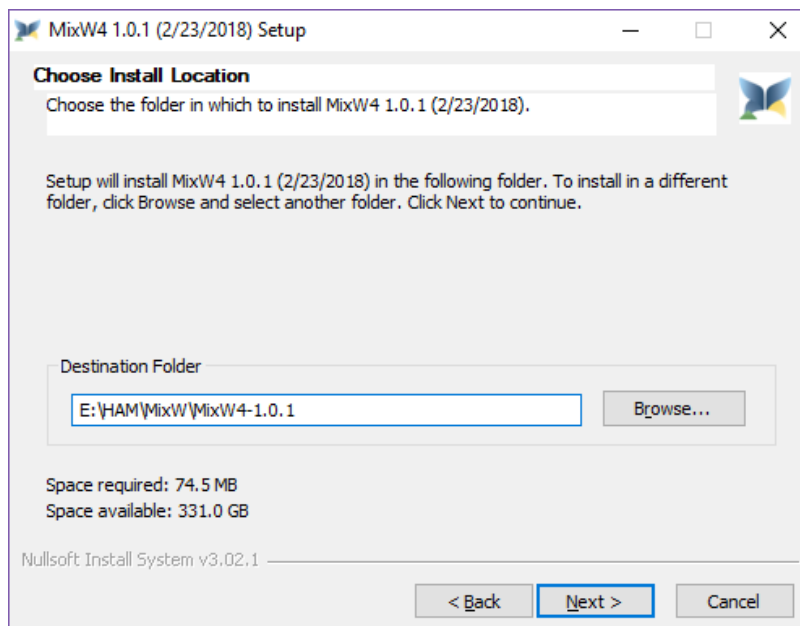 MixW4 1.0.1 (2/23/2018) Setup
Choose Install Location
Choose the folder in which to install MixW4 1.0.1 (2/23/2018).
Setup will install MixW4 1.0.1 (2/23/2018) in the following folder. To install in a different
folder, click Browse and select another folder. Click Next to continue.
Destination Folder
E:\HAM\MixW\MixW4-1.0.1
Browse...
Space required: 74.5 MB
Space available: 331.0 GB
Nullsoft Install System v3.02.1
< Back
Next >
Cancel